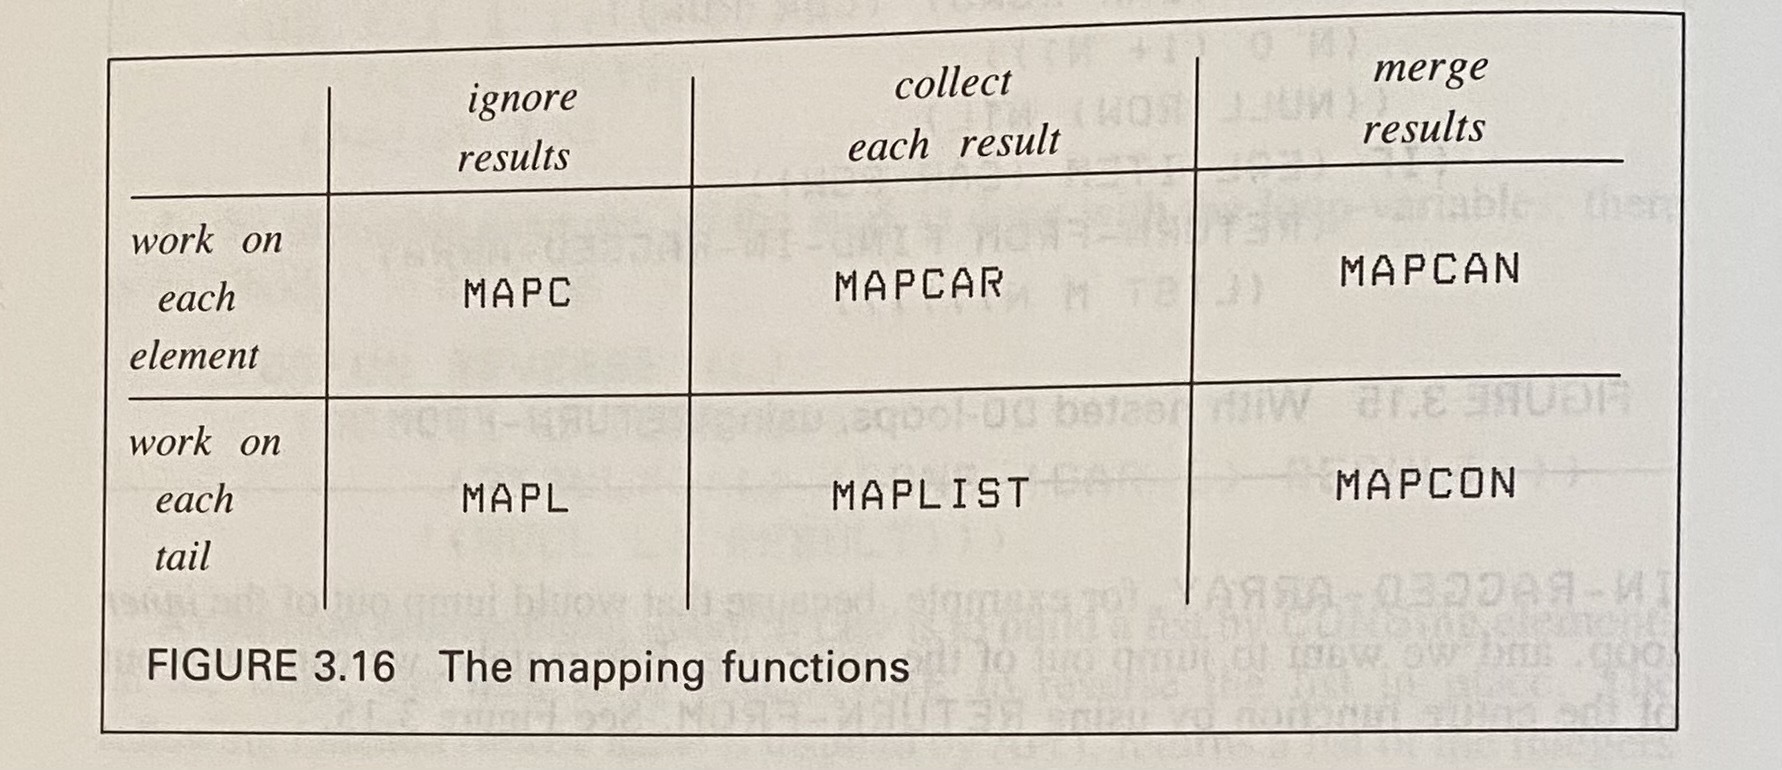 ignore
results
collect
each result
merge
results
work on
each
element
MAPC
MAPCAR
MAPCAN
work on
each
tail
MAPL
MAPLIST
MAPCON
FIGURE 3.16 The mapping functions